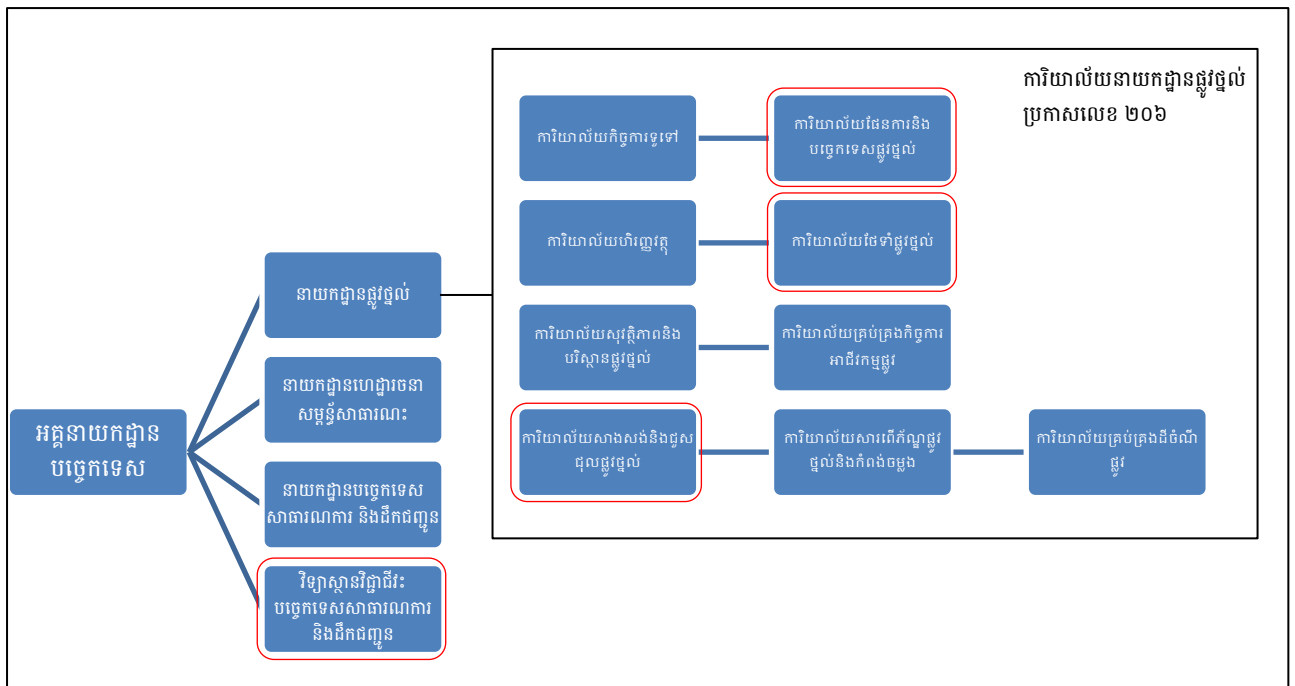 ការិយាល័យនាយកដ្ឋានផ្លូវថ្នល់
ប្រកាសលេខ ២០៦
ការិយាល័យកិច្ចការទូទៅ
ការិយាល័យផែនការនិង
បច្ចេកទេសផ្លូវថ្នល់
ការិយាល័យហិរញ្ញវត្ថុ
ការិយាល័យថែទាំផ្លូវថ្នល់
នាយកដ្ឋានផ្លូវថ្នល់
ការិយាល័យសុវត្ថិភាពនិង
បរិស្ថានផ្លូវថ្នល់
ការិយាល័យគ្រប់គ្រងកិច្ចការ
អាជីវកម្មផ្លូវ
នាយកដ្ឋានហេដ្ឋារចនា
សម្ពន្ធ័សាធារណះ
អគ្គនាយកដ្ឋាន
បច្ចេកទេស
ការិយាល័យសាងសង់និងជួស
ជុលផ្លូវថ្នល់
ការិយាល័យសារពើភ័ណ្ឌផ្លូវ
ថ្នល់និងកំពង់ចម្លង
ការិយាល័យគ្រប់គ្រងដីចំណី
ផ្លូវ
នាយកដ្ឋានបច្ចេកទេស
សាធារណការ និងដឹកជញ្ជូន
វិទ្យាស្ថានវិជ្ជាជីវះ
បច្ចេកទេសសាធារណការ
និងដឹកជញ្ជូន